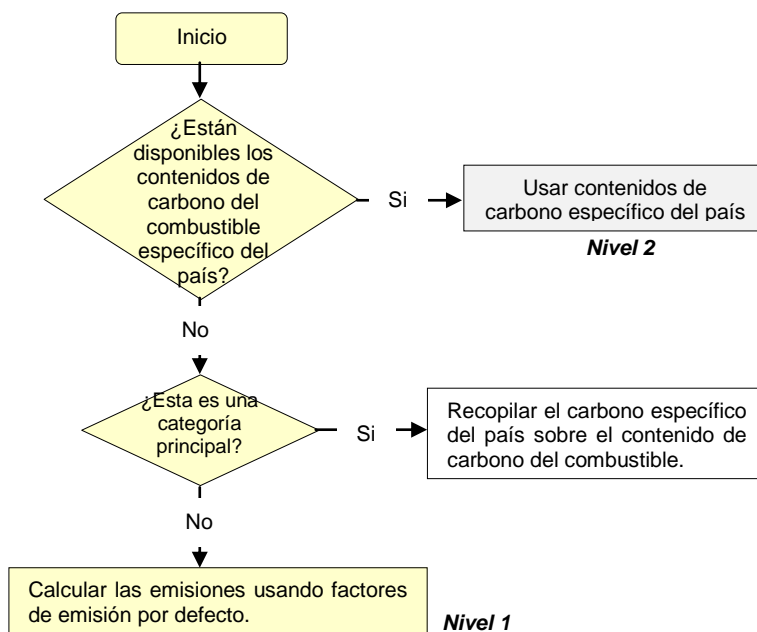 Inicio
¿Están
disponibles los
contenidos de
carbono del
combustible
específico del
país?
Si
Usar contenidos de
carbono específico del país
Nivel 2
No
¿Esta es una
categoría
principal?
Si
Recopilar el carbono específico
del país sobre el contenido de
carbono del combustible.
No
Calcular las emisiones usando factores
de emisión por defecto.
Nivel 1